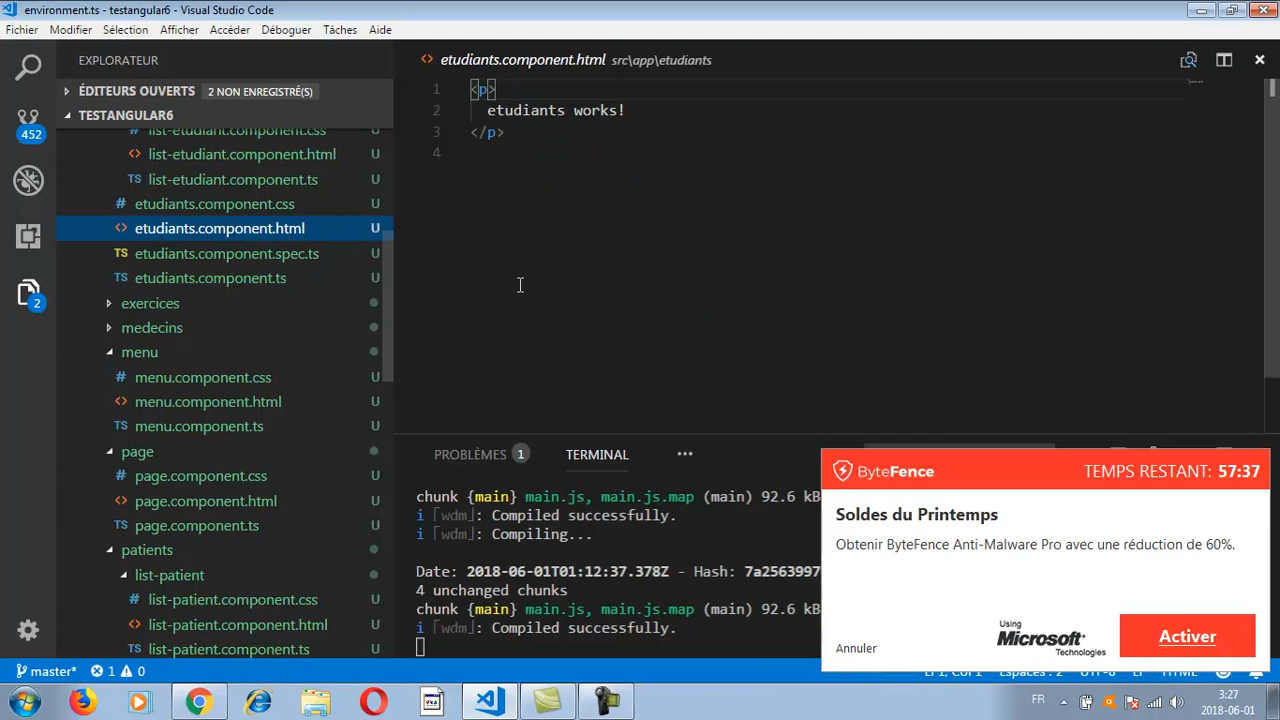 environment.ts - testangular6 - Visual Studio Code
Fichier Modifier Sélection Afficher Accéder Déboguer Tâches Aide
EXPLORATEUR
ÉDITEURS OUVERTS 2 NON ENREGISTRÉ(S)
TESTANGULAR6
list-etudiant.component.css U
<> list-etudiant.component.html U
TS list-etudiant.component.ts U
# etudiants.component.css U
<> etudiants.component.html U
TS etudiants.component.spec.ts U
TS etudiants.component.ts U
exercices
medecins
menu
# menu.component.css U
<> menu.component.html U
TS menu.component.ts U
page
# page.component.css U
<> page.component.html U
TS page.component.ts U
patients
list-patient
# list-patient.component.css U
<> list-patient.component.html U
TS list-patient.component.ts U
452
2
<> etudiants.component.html src\app\etudiants
1 <p>
2 etudiants works!
3 </p>
4
PROBLÈMES 1 TERMINAL •••
chunk {main} main.js, main.js.map (main) 92.6 kB
i ｢wdm｣: Compiled successfully.
i ｢wdm｣: Compiling...
Date: 2018-06-01T01:12:37.378Z - Hash: 7a2563997
4 unchanged chunks
chunk {main} main.js, main.js.map (main) 92.6 kB
i ｢wdm｣: Compiled successfully.
ByteFence TEMPS RESTANT: 57:37
Soldes du Printemps
Obtenir ByteFence Anti-Malware Pro avec une réduction de 60%.
Annuler
Using
Microsoft
Technologies
Activer
master* 1 0
FR
3:27
2018-06-01